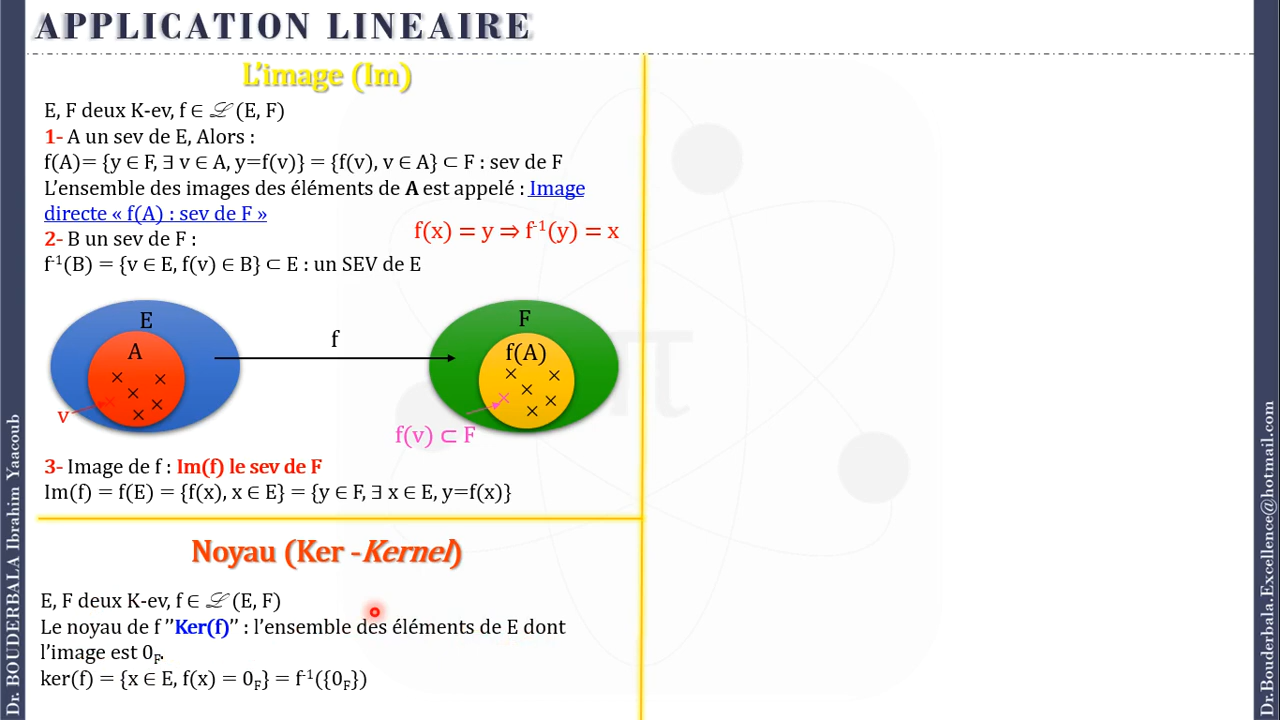 APPLICATION LINEAIRE
L'image (Im)
E, F deux K-ev, f ∈ ℒ (E, F)
1- A un sev de E, Alors :
f(A)= {y ∈ F, ∃ v ∈ A, y=f(v)} = {f(v), v ∈ A} ⊂ F : sev de F
L'ensemble des images des éléments de A est appelé : Image
directe « f(A) : sev de F »
2- B un sev de F :
f(x) = y ⇒ f⁻¹(y) = x
f⁻¹(B) = {v ∈ E, f(v) ∈ B} ⊂ E : un SEV de E
E
A
v
f
F
f(A)
f(v) ⊂ F
3- Image de f : Im(f) le sev de F
Im(f) = f(E) = {f(x), x ∈ E} = {y ∈ F, ∃ x ∈ E, y=f(x)}
Noyau (Ker -Kernel)
E, F deux K-ev, f ∈ ℒ (E, F)
Le noyau de f ’’Ker(f)’’ : l'ensemble des éléments de E dont
l'image est 0F.
ker(f) = {x ∈ E, f(x) = 0F} = f⁻¹({0F})
Dr. BOUDERBALA Ibrahim Yaacoub
Dr.Bouderbala.Excellence@hotmail.com
π